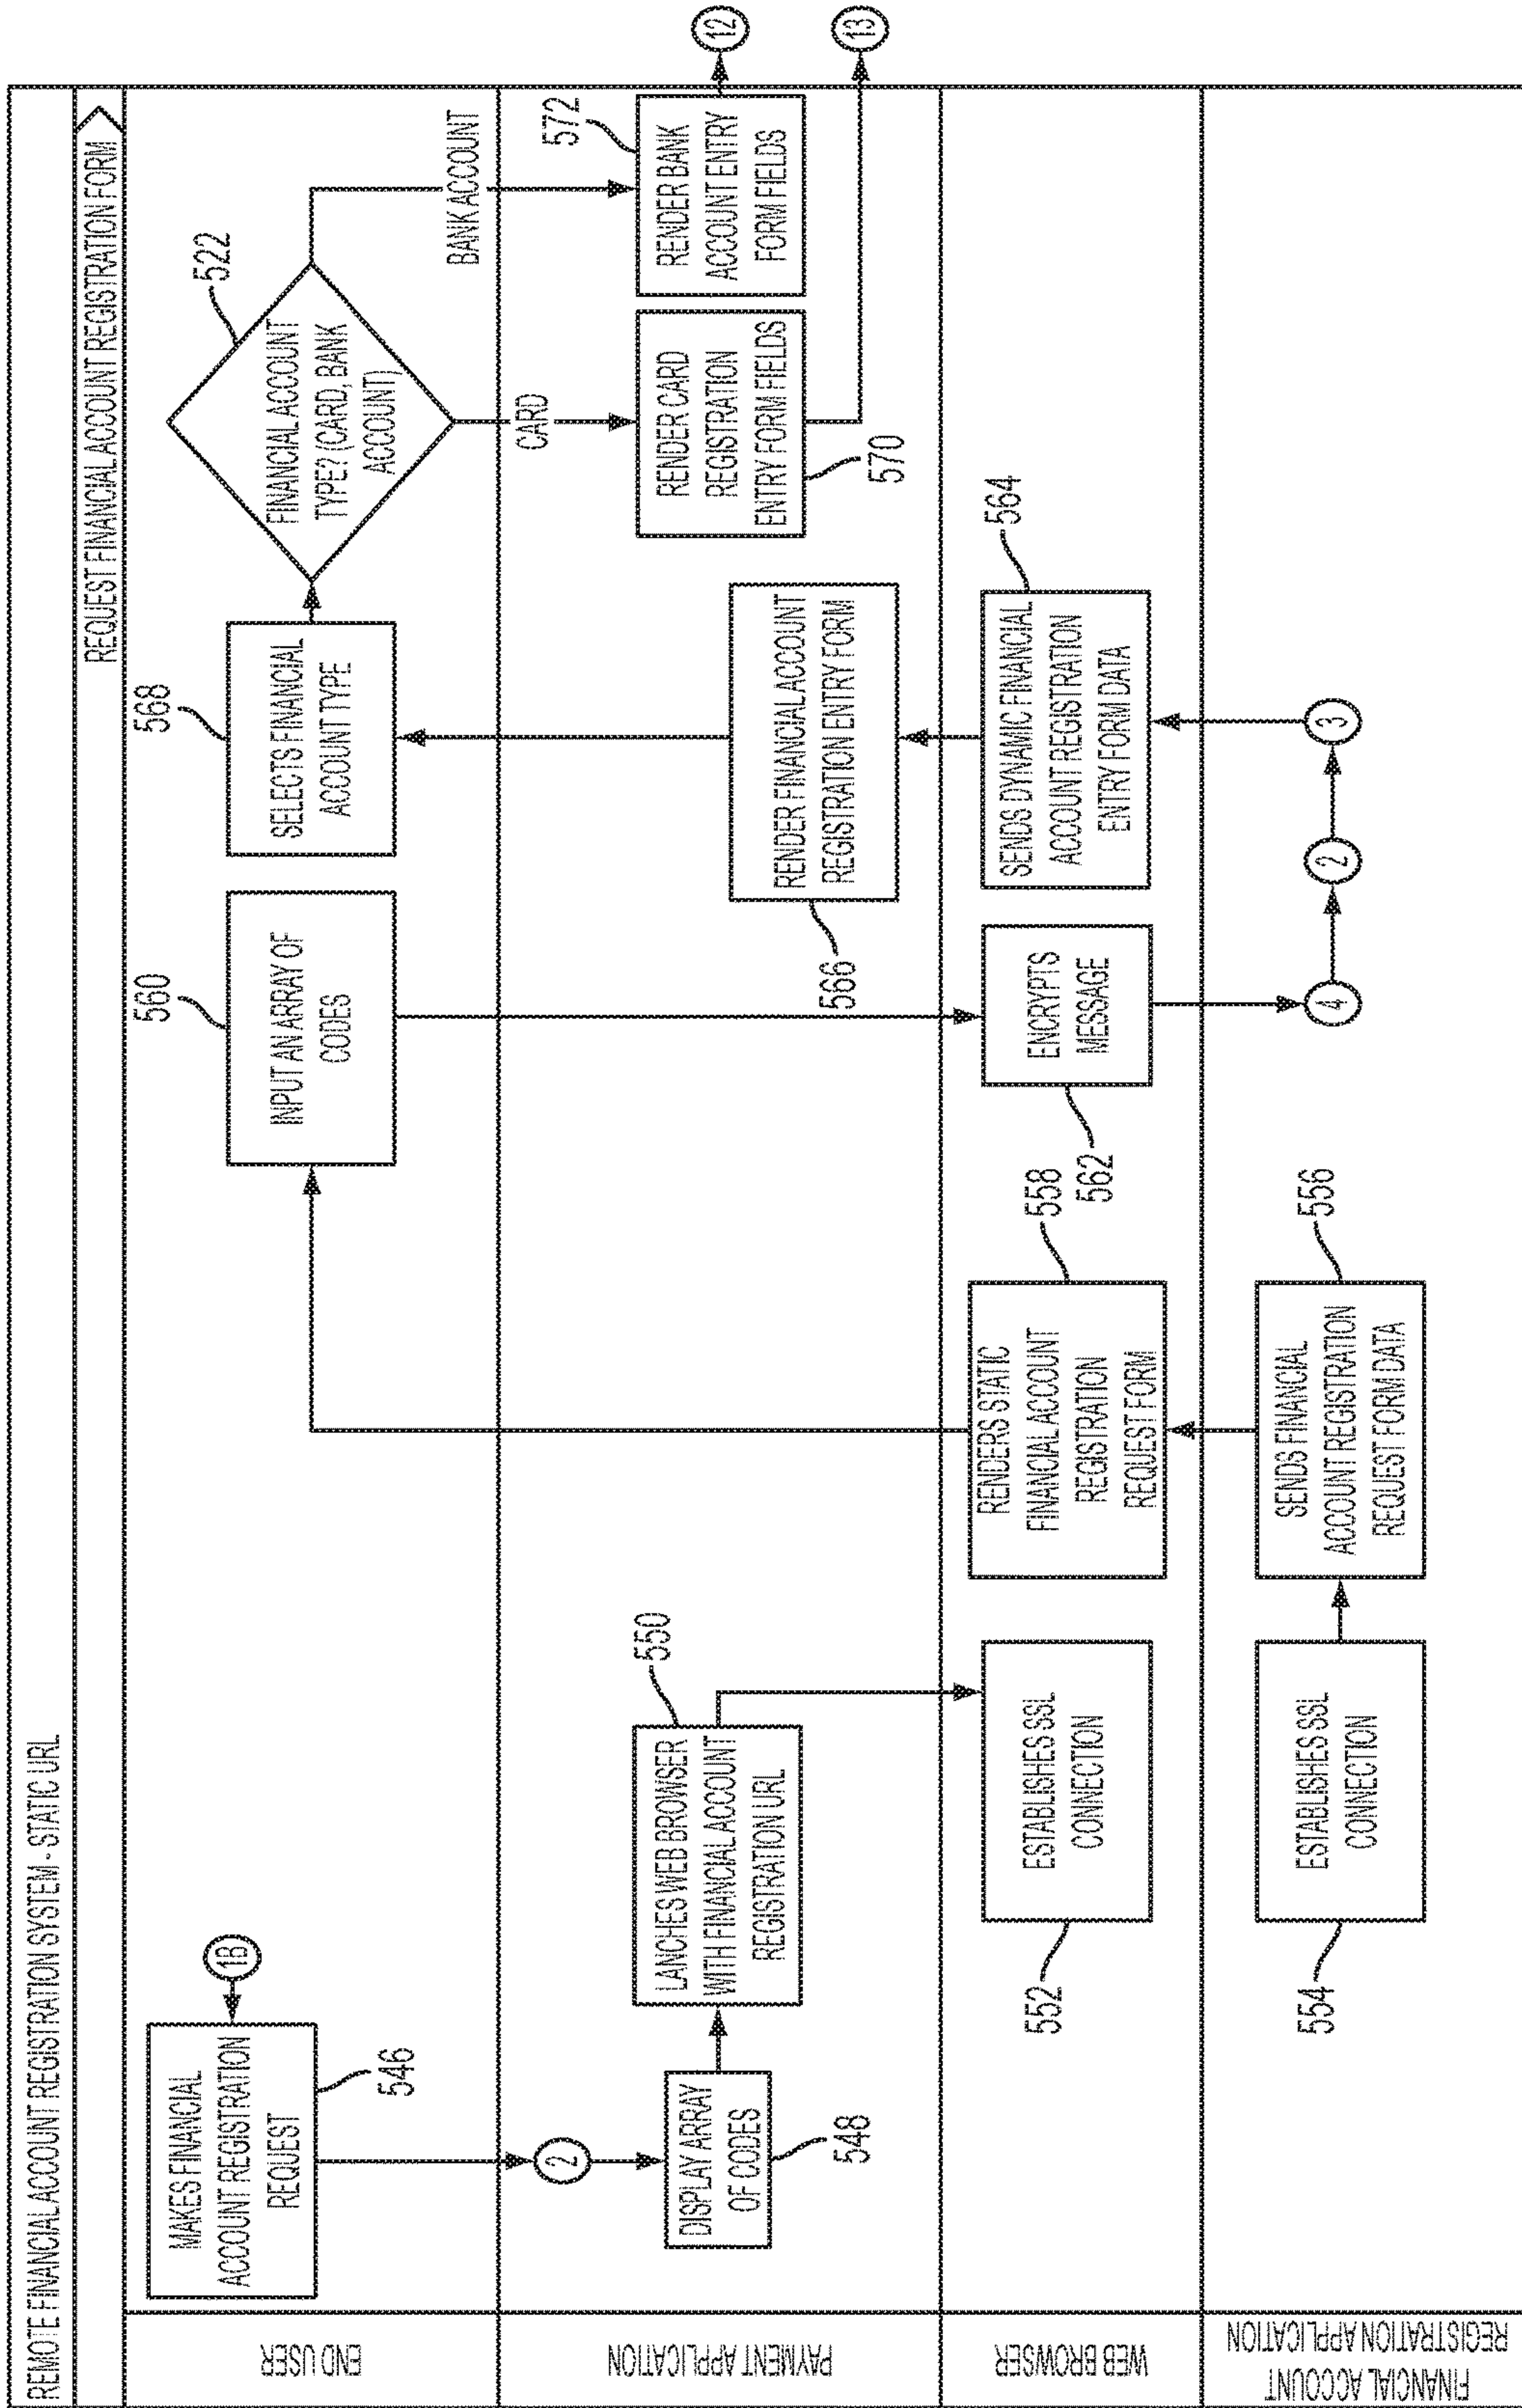 REMOTE FINANCIAL ACCOUNT REGISTRATION SYSTEM - STATIC URL
REQUEST FINANCIAL ACCOUNT REGISTRATION FORM
END USER
MAKES FINANCIAL
ACCOUNT REGISTRATION
REQUEST
546
1B
INPUT AN ARRAY OF
CODES
560
SELECTS FINANCIAL
ACCOUNT TYPE
568
FINANCIAL ACCOUNT
TYPE? (CARD, BANK
ACCOUNT)
522
CARD
BANK ACCOUNT
PAYMENT APPLICATION
2
DISPLAY ARRAY
OF CODES
548
LANCHES WEB BROWSER
WITH FINANCIAL ACCOUNT
REGISTRATION URL
550
RENDER FINANCIAL ACCOUNT
REGISTRATION ENTRY FORM
566
RENDER CARD
REGISTRATION
ENTRY FORM FIELDS
570
RENDER BANK
ACCOUNT ENTRY
FORM FIELDS
572
12
13
WEB BROWSER
ESTABLISHES SSL
CONNECTION
552
RENDERS STATIC
FINANCIAL ACCOUNT
REGISTRATION
REQUEST FORM
558
ENCRYPTS
MESSAGE
562
SENDS DYNAMIC FINANCIAL
ACCOUNT REGISTRATION
ENTRY FORM DATA
564
FINANCIAL ACCOUNT
REGISTRATION APPLICATION
ESTABLISHES SSL
CONNECTION
554
SENDS FINANCIAL
ACCOUNT REGISTRATION
REQUEST FORM DATA
556
4
2
3